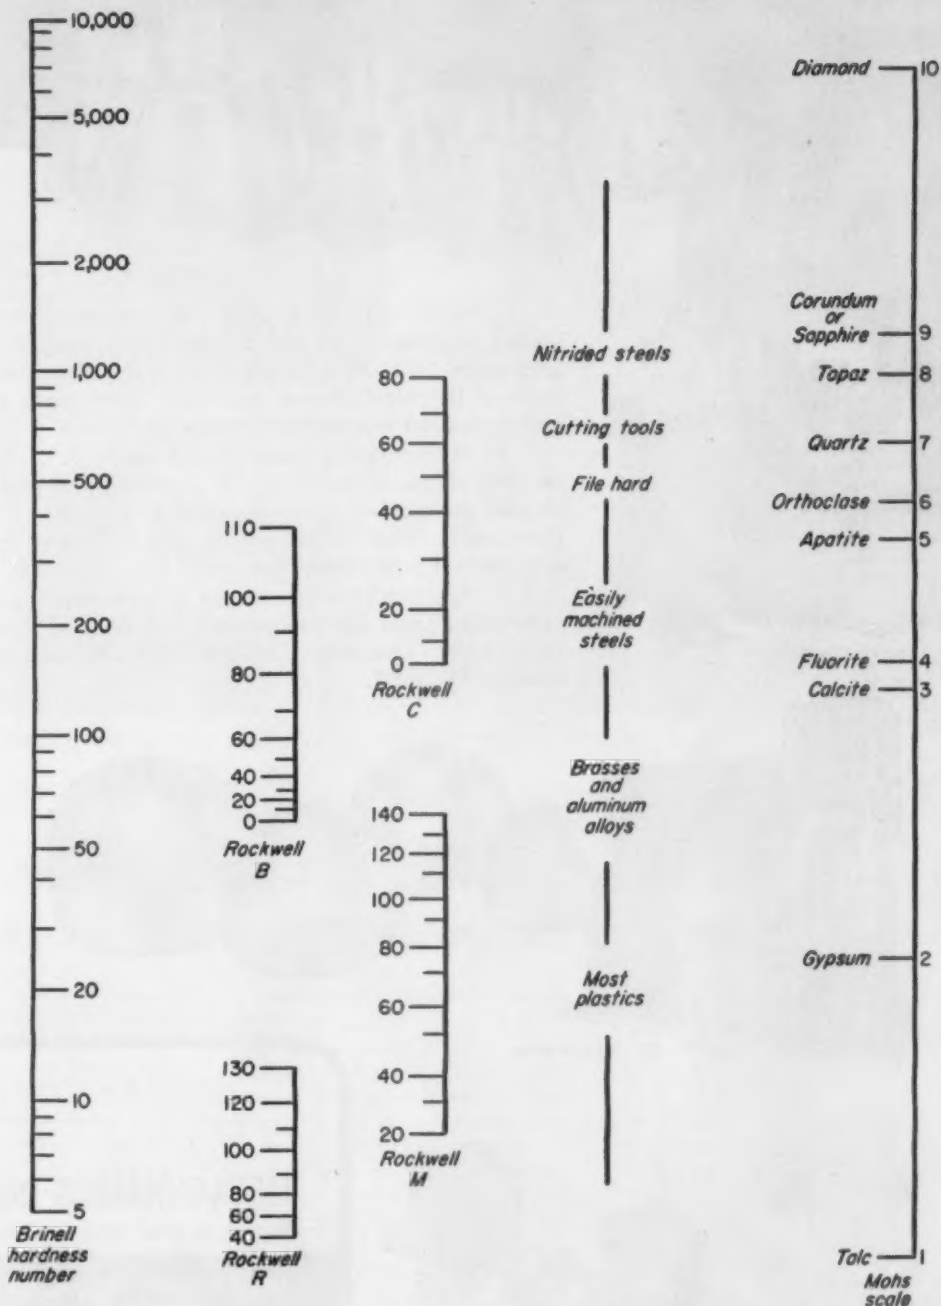 10,000
5,000
2,000
1,000
500
200
100
50
20
10
5
Brinell
hardness
number
110
100
80
60
40
20
0
Rockwell
B
130
120
100
80
60
40
Rockwell
R
80
60
40
20
0
Rockwell
C
140
120
100
80
60
40
20
Rockwell
M
Nitrided steels
Cutting tools
File hard
Easily
machined
steels
Brasses
and
aluminum
alloys
Most
plastics
Diamond 10
Corundum
or
Sapphire 9
Topaz 8
Quartz 7
Orthoclase 6
Apatite 5
Fluorite 4
Calcite 3
Gypsum 2
Talc 1
Mohs
scale